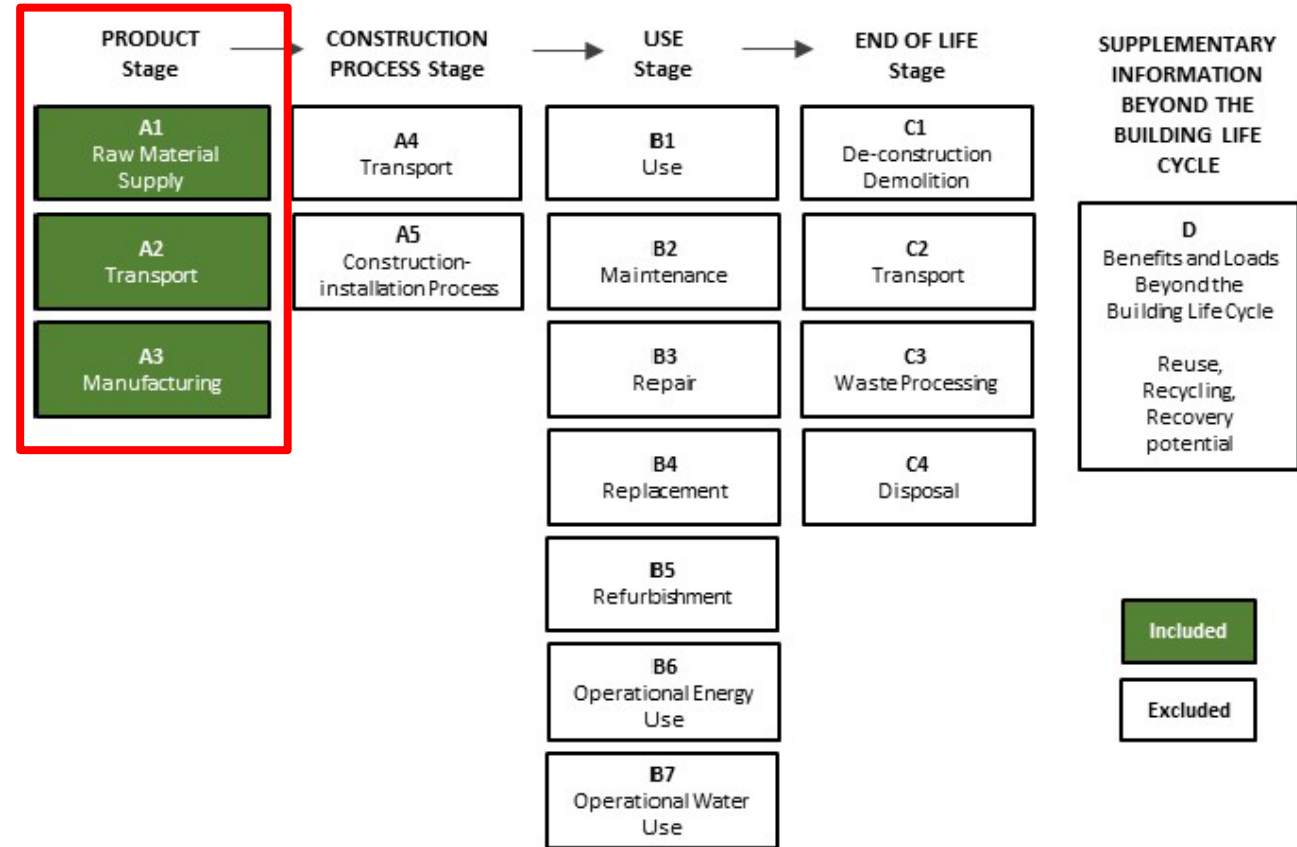 PRODUCT
Stage
A1
Raw Material
Supply
A2
Transport
A3
Manufacturing
CONSTRUCTION
PROCESS Stage
A4
Transport
A5
Construction-
installation Process
USE
Stage
B1
Use
B2
Maintenance
B3
Repair
B4
Replacement
B5
Refurbishment
B6
Operational Energy
Use
B7
Operational Water
Use
END OF LIFE
Stage
C1
De-construction
Demolition
C2
Transport
C3
Waste Processing
C4
Disposal
SUPPLEMENTARY
INFORMATION
BEYOND THE
BUILDING LIFE
CYCLE
D
Benefits and Loads
Beyond the
Building Life Cycle
Reuse,
Recycling,
Recovery
potential
Included
Excluded